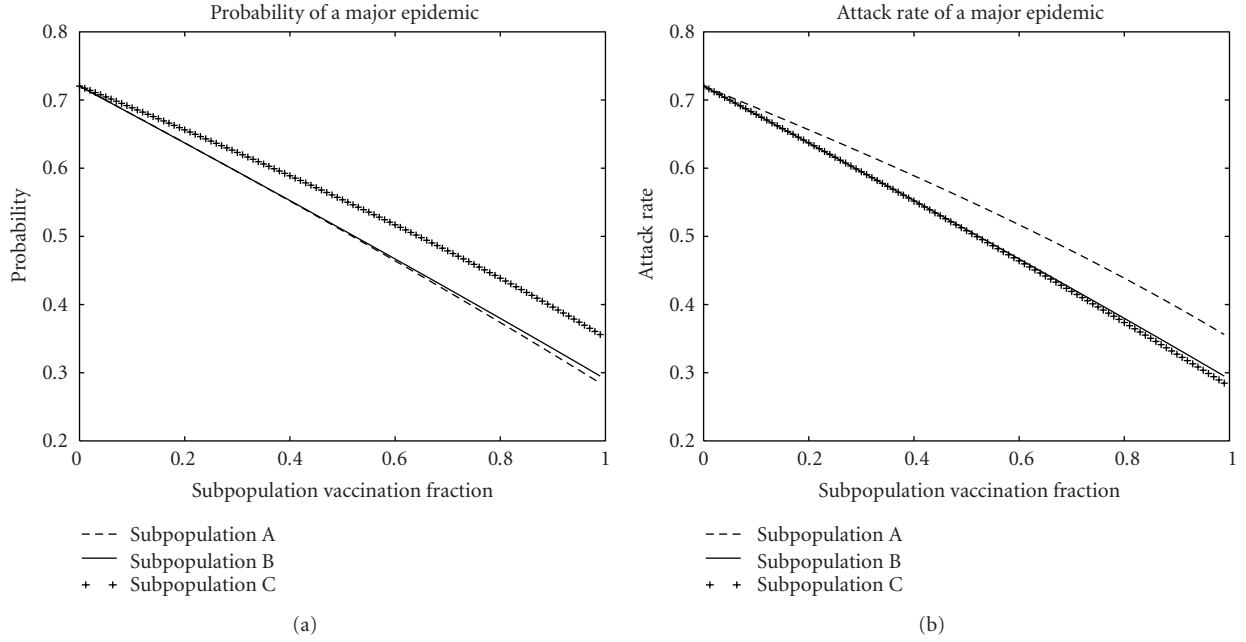 Probability of a major epidemic
0.8
0.7
0.6
0.5
0.4
0.3
0.2
Probability
0 0.2 0.4 0.6 0.8 1
Subpopulation vaccination fraction
Subpopulation A
Subpopulation B
Subpopulation C
(a)
Attack rate of a major epidemic
0.8
0.7
0.6
0.5
0.4
0.3
0.2
Attack rate
0 0.2 0.4 0.6 0.8 1
Subpopulation vaccination fraction
Subpopulation A
Subpopulation B
Subpopulation C
(b)